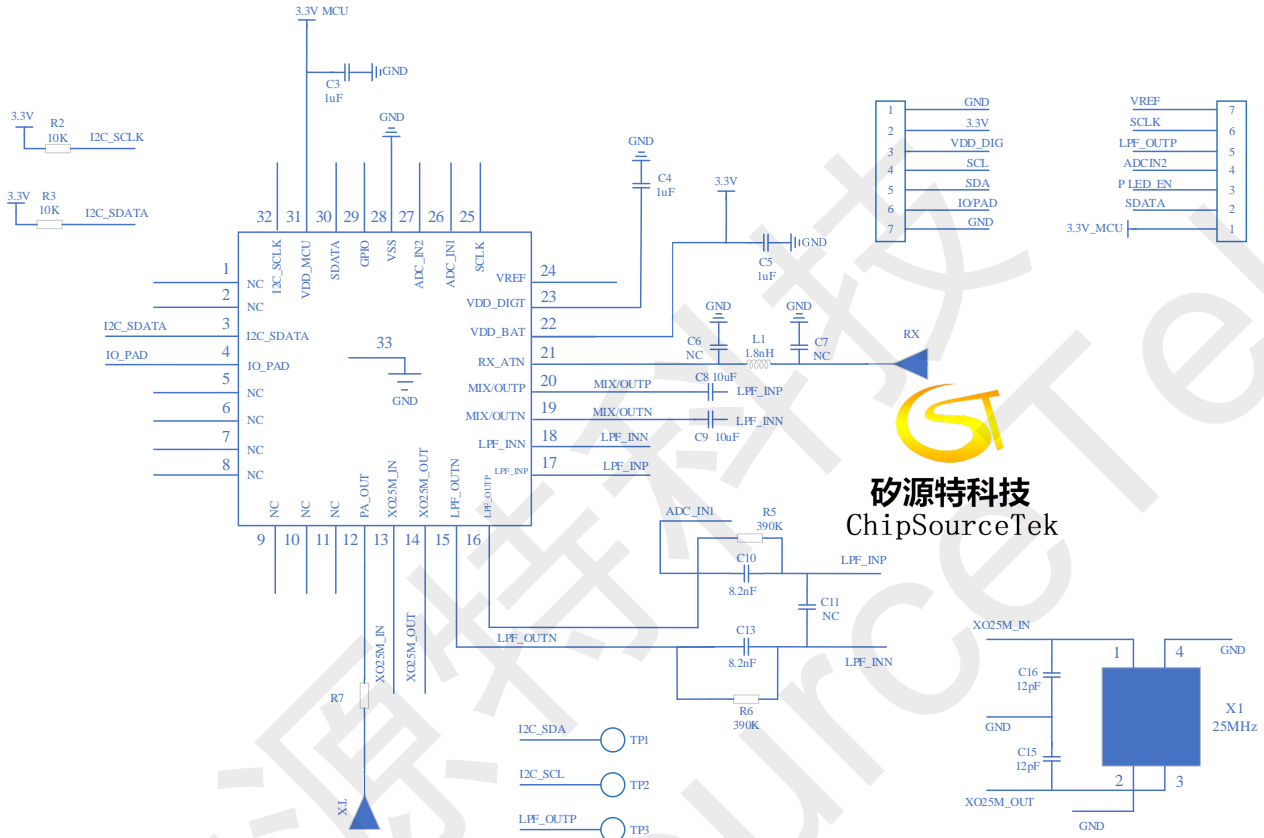 3.3V MCU
C3
1uF
GND
3.3V
R2
10K
I2C_SCLK
3.3V
R3
10K
I2C_SDATA
GND
GND
C4
1uF
3.3V
C5
1uF
GND
1
2
3
4
5
6
7
GND
3.3V
VDD_DIG
SCL
SDA
IO/PAD
GND
VREF
SCLK
LPF_OUTP
ADCIN2
P LED_EN
SDATA
3.3V_MCU
7
6
5
4
3
2
1
32
31
30
29
28
27
26
25
I2C_SCLK
VDD_MCU
SDATA
GPIO
VSS
ADC_IN2
ADC_IN1
SCLK
1
NC
2
NC
I2C_SDATA
3
I2C_SDATA
IO_PAD
4
IO_PAD
5
NC
6
NC
7
NC
8
NC
33
GND
VREF
24
VDD_DIGT
23
VDD_BAT
22
RX_ATN
21
MIX/OUTP
20
MIX/OUTN
19
LPF_INN
18
LPF_INP
17
GND
C6
NC
L1
1.8nH
GND
C7
NC
RX
MIX/OUTP
C8 10uF
LPF_INP
MIX/OUTN
C9 10uF
LPF_INN
LPF_INN
LPF_INP
NC
NC
NC
PA_OUT
XO25M_IN
XO25M_OUT
LPF_OUTN
LPF_OUTP
9
10
11
12
13
14
15
16
矽源特科技
ChipSourceTek
ADC_IN1
R5
390K
C10
8.2nF
LPF_INP
C11
NC
LPF_OUTN
C13
8.2nF
LPF_INN
R6
390K
XO25M_IN
XO25M_OUT
R7
TX
I2C_SDA
TP1
I2C_SCL
TP2
LPF_OUTP
TP3
XO25M_IN
1
4
GND
C16
12pF
GND
C15
12pF
X1
25MHz
2
3
XO25M_OUT
GND
源特科技
ource Te